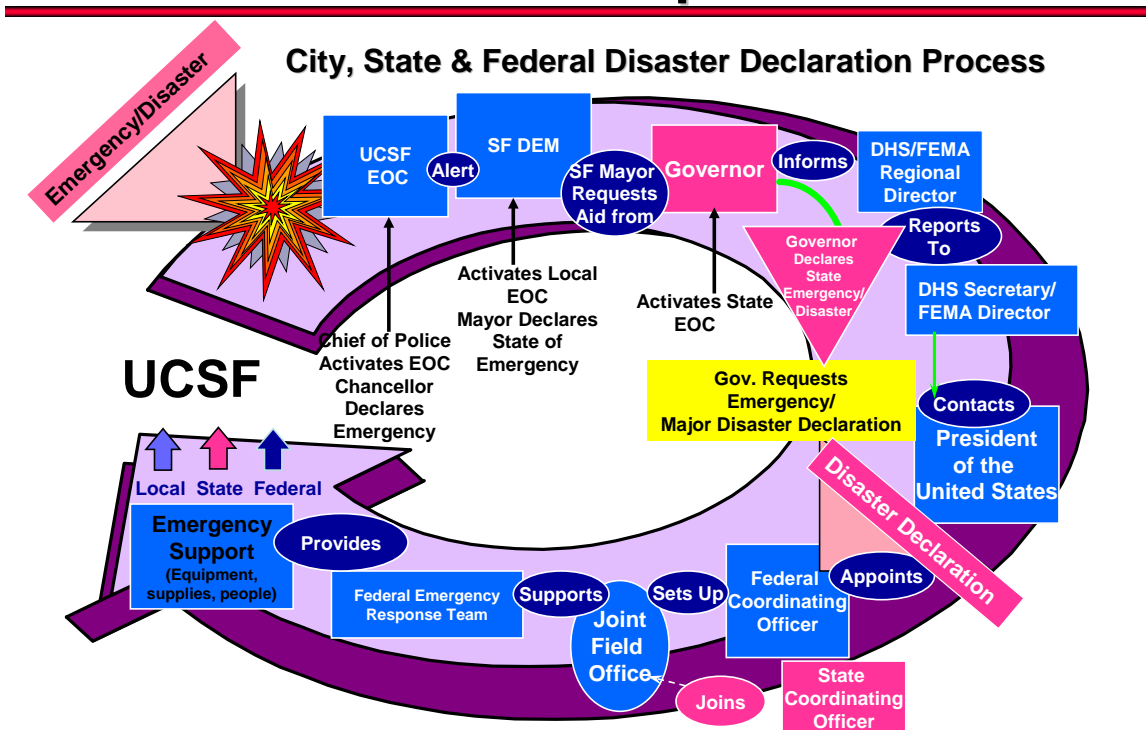 City, State & Federal Disaster Declaration Process
Emergency/Disaster
UCSF
EOC
Alert
SF DEM
SF Mayor
Requests
Aid from
Governor
Informs
DHS/FEMA
Regional
Director
Reports
To
DHS Secretary/
FEMA Director
Contacts
President
of the
United States
Governor
Declares
State
Emergency/
Disaster
Activates State
EOC
Activates Local
EOC
Mayor Declares
State of
Emergency
Chief of Police
Activates EOC
Chancellor
Declares
Emergency
Gov. Requests
Emergency/
Major Disaster Declaration
Disaster Declaration
Appoints
Federal
Coordinating
Officer
Sets Up
State
Coordinating
Officer
Joins
Joint
Field
Office
Supports
Federal Emergency
Response Team
Provides
Emergency
Support
(Equipment,
supplies, people)
Local State Federal
UCSF